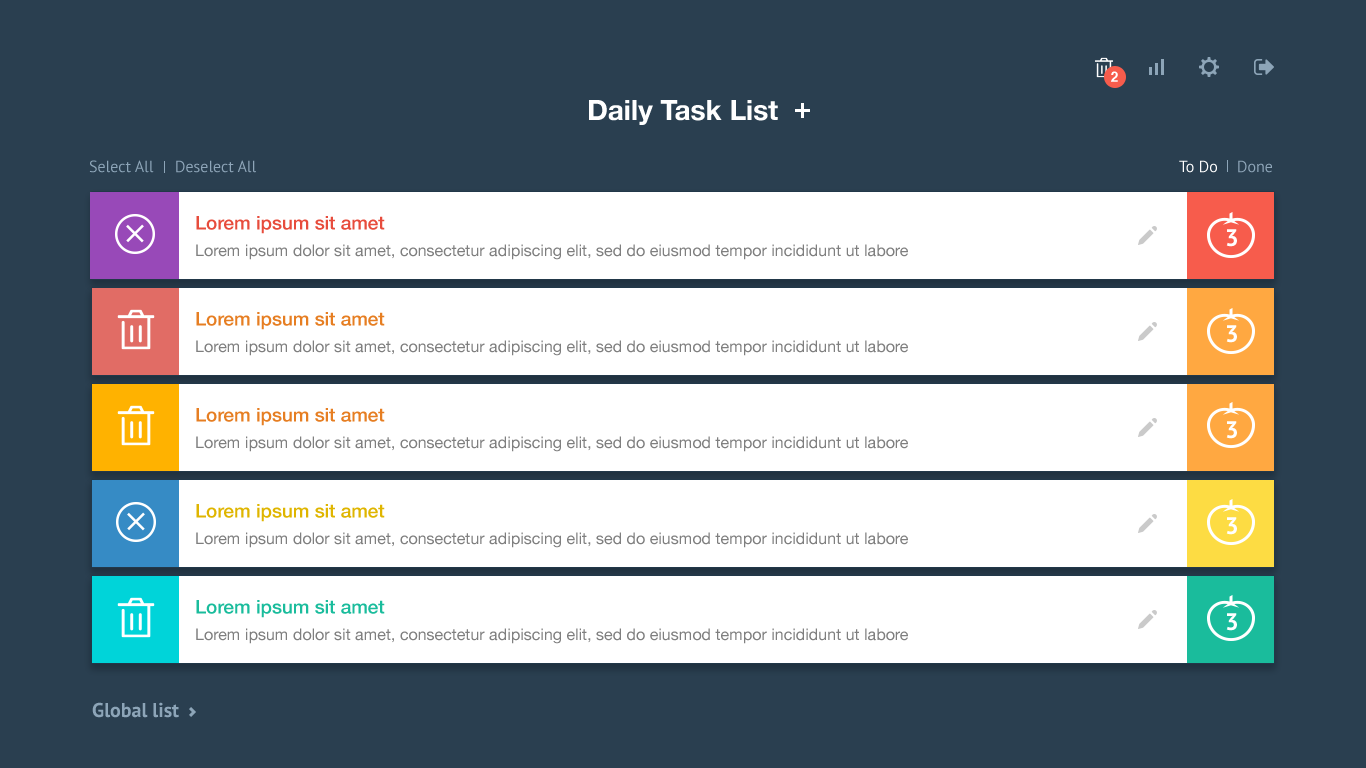 2
Daily Task List +
Select All | Deselect All
To Do | Done
Lorem ipsum sit amet
Lorem ipsum dolor sit amet, consectetur adipiscing elit, sed do eiusmod tempor incididunt ut labore
3
Lorem ipsum sit amet
Lorem ipsum dolor sit amet, consectetur adipiscing elit, sed do eiusmod tempor incididunt ut labore
3
Lorem ipsum sit amet
Lorem ipsum dolor sit amet, consectetur adipiscing elit, sed do eiusmod tempor incididunt ut labore
3
Lorem ipsum sit amet
Lorem ipsum dolor sit amet, consectetur adipiscing elit, sed do eiusmod tempor incididunt ut labore
3
Lorem ipsum sit amet
Lorem ipsum dolor sit amet, consectetur adipiscing elit, sed do eiusmod tempor incididunt ut labore
3
Global list >